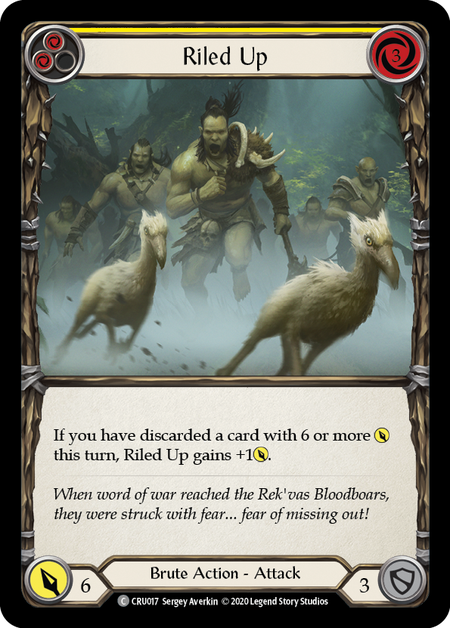 Riled Up
3
If you have discarded a card with 6 or more
this turn, Riled Up gains +1.
When word of war reached the Rek'vas Bloodboars,
they were struck with fear... fear of missing out!
6
Brute Action - Attack
3
C CRU017 Sergey Averkin © 2020 Legend Story Studios